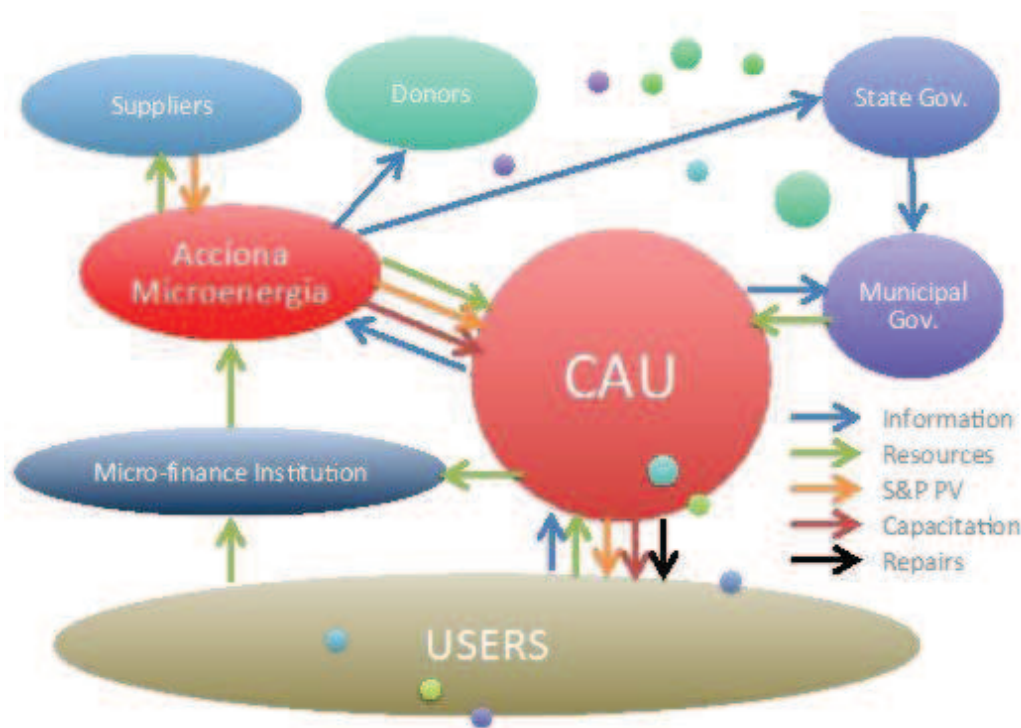 Suppliers
Donors
State Gov.
Acciona
Microenergia
Municipal
Gov.
CAU
Information
Resources
S&P PV
Capacitation
Repairs
Micro-finance Institution
USERS